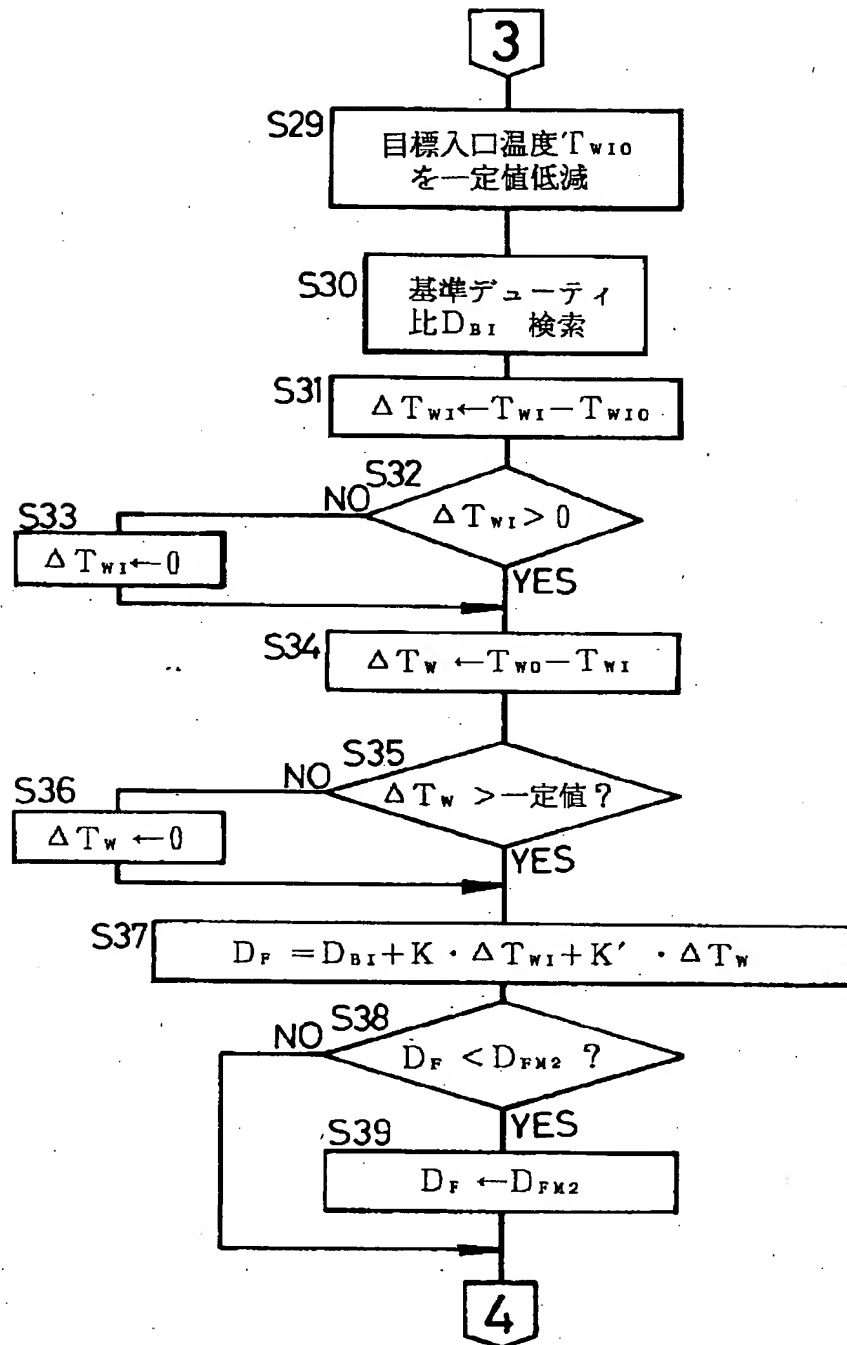 3
S29
目標入口温度TWIO
を一定値低減
S30
基準デューティ
比DBI 検索
S31
ΔTWI←TWI−TWIO
S32
ΔTWI>0
NO
YES
S33
ΔTWI←0
S34
ΔTW←TWO−TWI
S35
ΔTW>一定値?
NO
YES
S36
ΔTW←0
S37
DF=DBI+K・ΔTWI+K′・ΔTW
S38
DF<DFM2?
NO
YES
S39
DF←DFM2
4